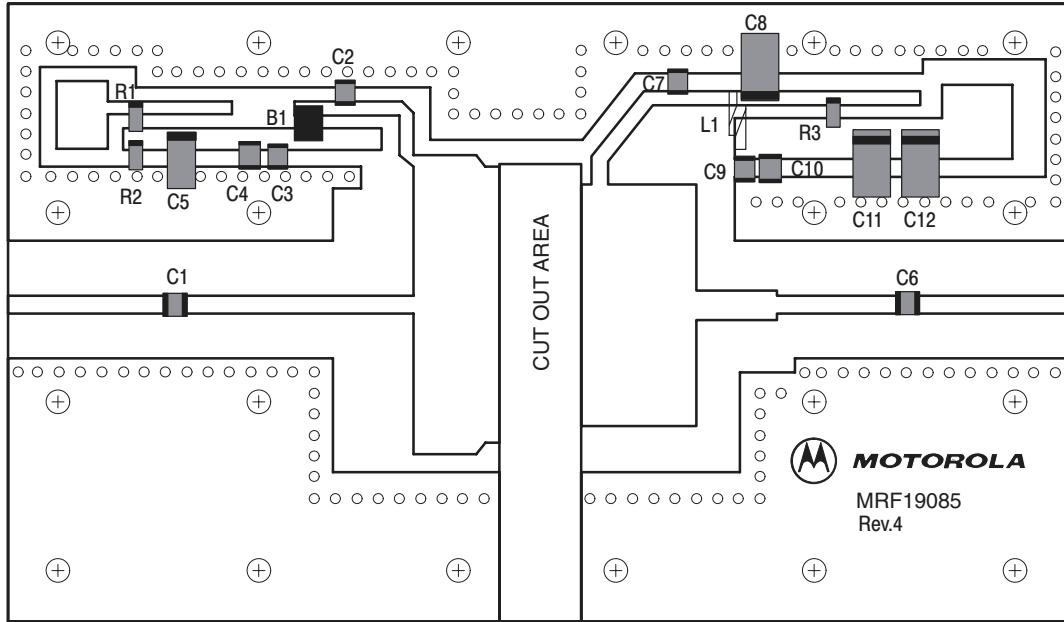 C8
C2
C7
R1
B1
L1
R3
R2
C5
C4
C3
C9
C10
C11
C12
C1
C6
CUT OUT AREA
MOTOROLA
MRF19085
Rev.4